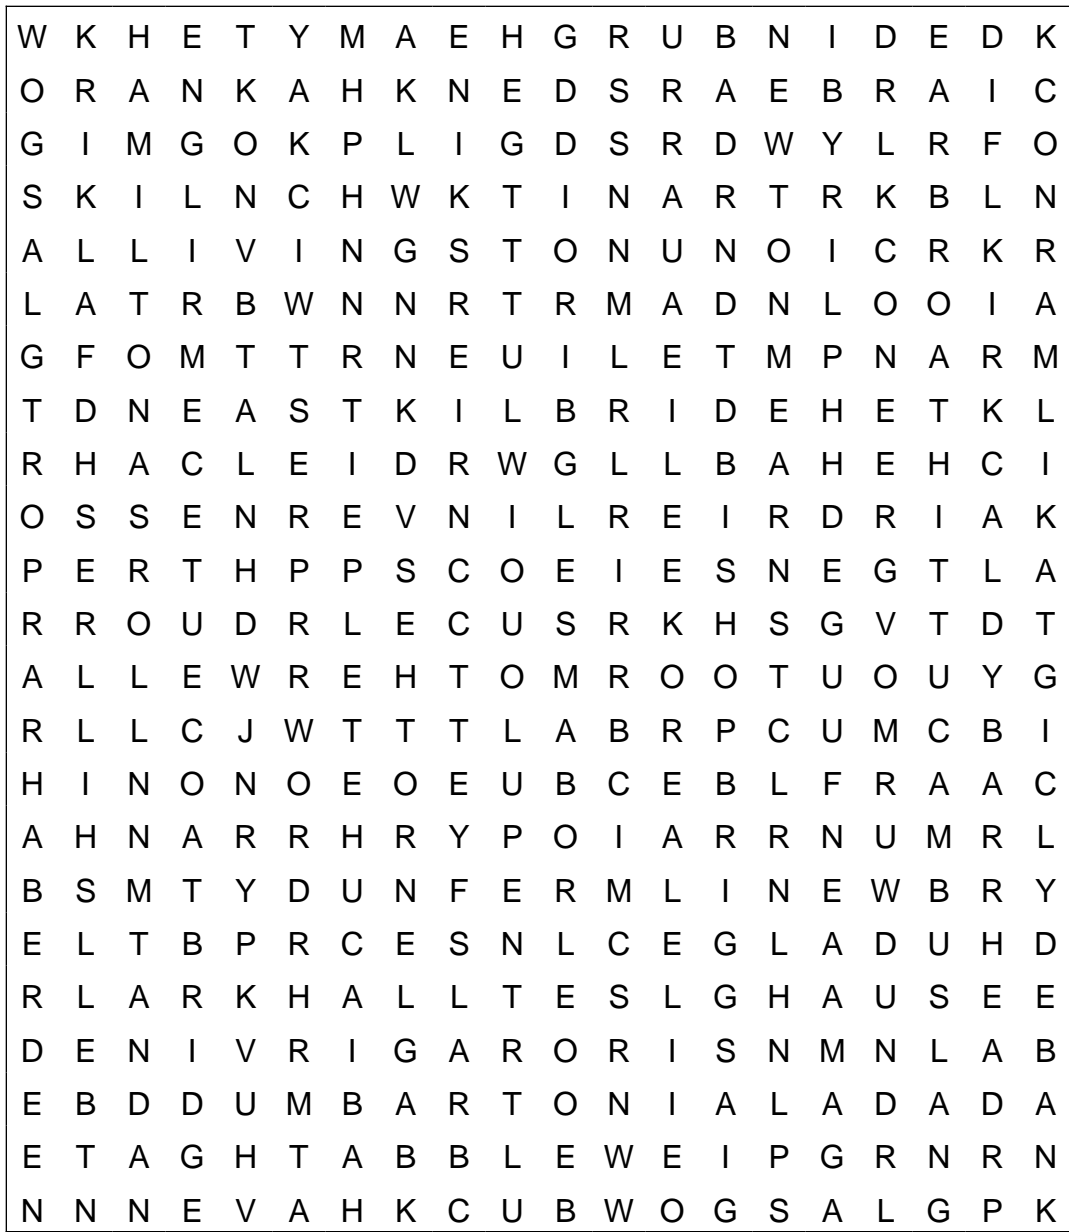 W K H E T Y M A E H G R U B N I D E D K
O R A N K A H K N E D S R A E B R A I C
G I M G O K P L I G D S R D W Y L R F O
S K I L N C H W K T I N A R T R K B L N
A L L I V I N G S T O N U N O I C R K R
L A T R B W N N R T R M A D N L O O I A
G F O M T T R N E U I L E T M P N A R M
T D N E A S T K I L B R I D E H E T K L
R H A C L E I D R W G L L B A H E H C I
O S S E N R E V N I L R E I R D R I A K
P E R T H P P S C O E I E S N E G T L A
R R O U D R L E C U S R K H S G V T D T
A L L E W R E H T O M R O O T U O U Y G
R L L C J W T T T L A B R P C U M C B I
H I N O N O E O E U B C E B L F R A A C
A H N A R R H R Y P O I A R R N U M R L
B S M T Y D U N F E R M L I N E W B R Y
E L T B P R C E S N L C E G L A D U H D
R L A R K H A L L T E S L G H A U S E E
D E N I V R I G A R O R I S N M N L A B
E B D D U M B A R T O N I A L A D A D A
E T A G H T A B B L E W E I P G R N R N
N N N E V A H K C U B W O G S A L G P K